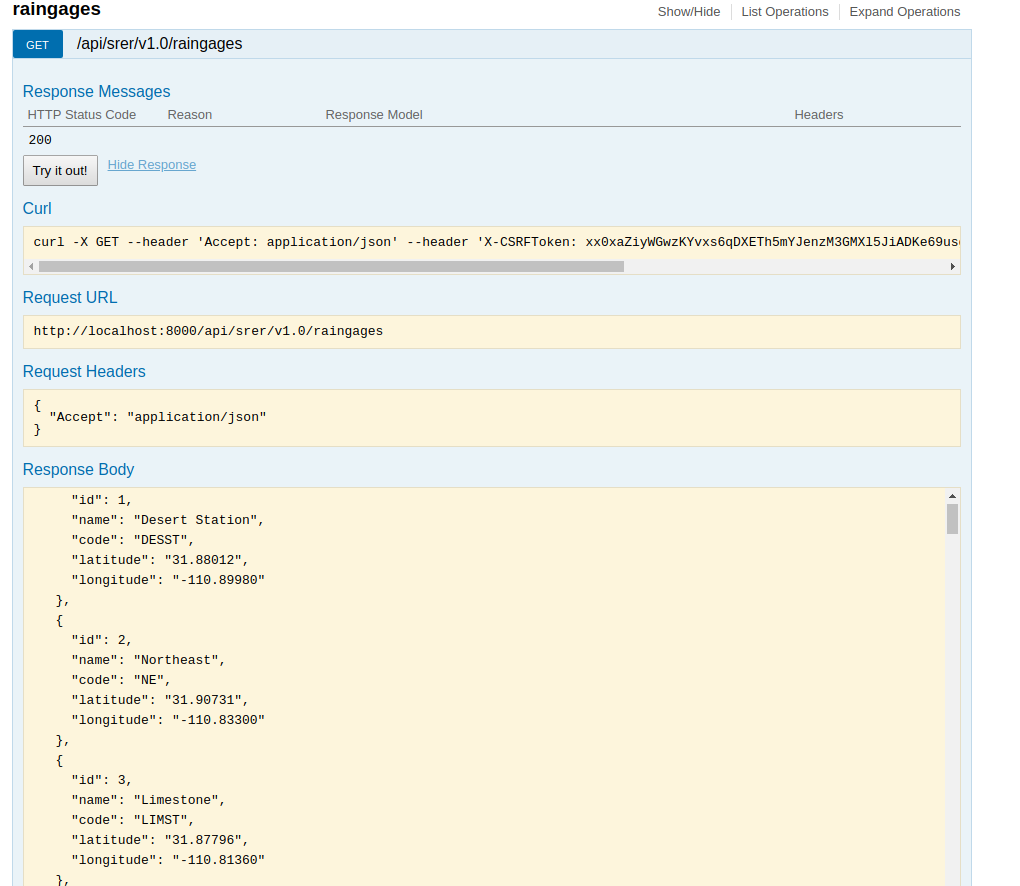 raingages
Show/Hide
List Operations
Expand Operations
GET /api/srer/v1.0/raingages
Response Messages
HTTP Status Code Reason Response Model Headers
200
Try it out! Hide Response
Curl
curl -X GET --header 'Accept: application/json' --header 'X-CSRFToken: xx0xaZiyWGwzKYvxs6qDXETh5mYJenzM3GMXl5JiADKe69us
Request URL
http://localhost:8000/api/srer/v1.0/raingages
Request Headers
{
"Accept": "application/json"
}
Response Body
"id": 1,
"name": "Desert Station",
"code": "DESST",
"latitude": "31.88012",
"longitude": "-110.89980"
},
{
"id": 2,
"name": "Northeast",
"code": "NE",
"latitude": "31.90731",
"longitude": "-110.83300"
},
{
"id": 3,
"name": "Limestone",
"code": "LIMST",
"latitude": "31.87796",
"longitude": "-110.81360"
},